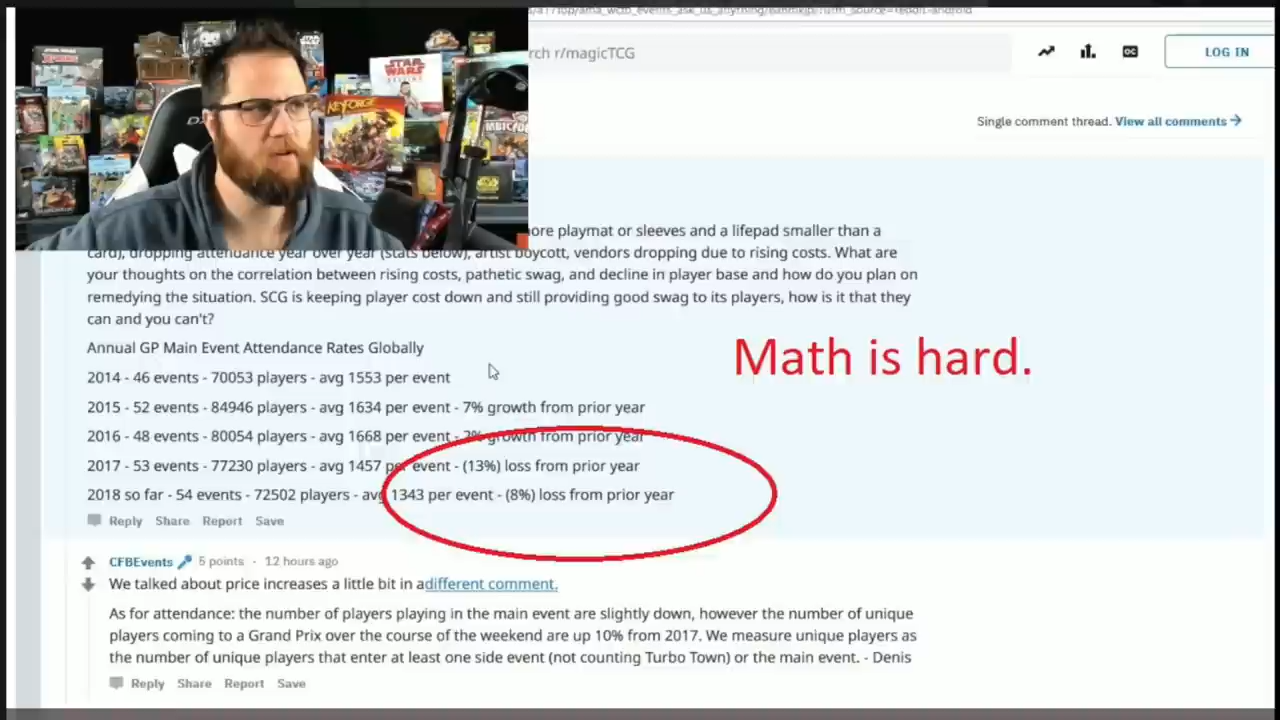 rch r/magicTCG
LOG IN
STAR WARS
KEYFORGE
Single comment thread. View all comments
ore playmat or sleeves and a lifepad smaller than a
card), dropping attendance year over year (stats below), artist boycott, vendors dropping due to rising costs. What are
your thoughts on the correlation between rising costs, pathetic swag, and decline in player base and how do you plan on
remedying the situation. SCG is keeping player cost down and still providing good swag to its players, how is it that they
can and you can't?
Annual GP Main Event Attendance Rates Globally
Math is hard.
2014 - 46 events - 70053 players - avg 1553 per event
2015 - 52 events - 84946 players - avg 1634 per event - 7% growth from prior year
2016 - 48 events - 80054 players - avg 1668 per event - 2% growth from prior year
2017 - 53 events - 77230 players - avg 1457 per event - (13%) loss from prior year
2018 so far - 54 events - 72502 players - avg 1343 per event - (8%) loss from prior year
Reply Share Report Save
CFBEvents 5 points · 12 hours ago
We talked about price increases a little bit in a different comment.
As for attendance: the number of players playing in the main event are slightly down, however the number of unique
players coming to a Grand Prix over the course of the weekend are up 10% from 2017. We measure unique players as
the number of unique players that enter at least one side event (not counting Turbo Town) or the main event. - Denis
Reply Share Report Save